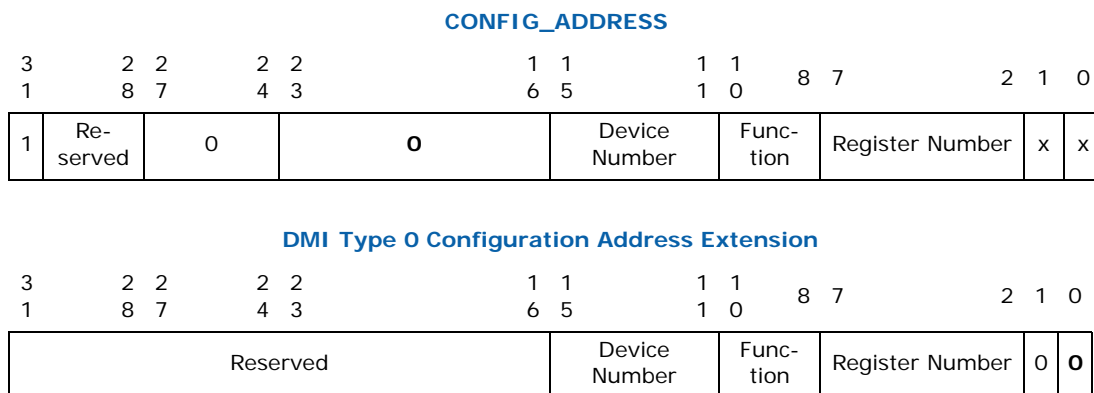 CONFIG_ADDRESS
3 2 2 2 2 1 1 1 1 8 7 2 1 0
1 8 7 4 3 6 5 1 0
1 Re- 0 0 Device Func- Register Number x x
served Number tion
DMI Type 0 Configuration Address Extension
3 2 2 2 2 1 1 1 1 8 7 2 1 0
1 8 7 4 3 6 5 1 0
Reserved Device Func- Register Number 0 0
Number tion